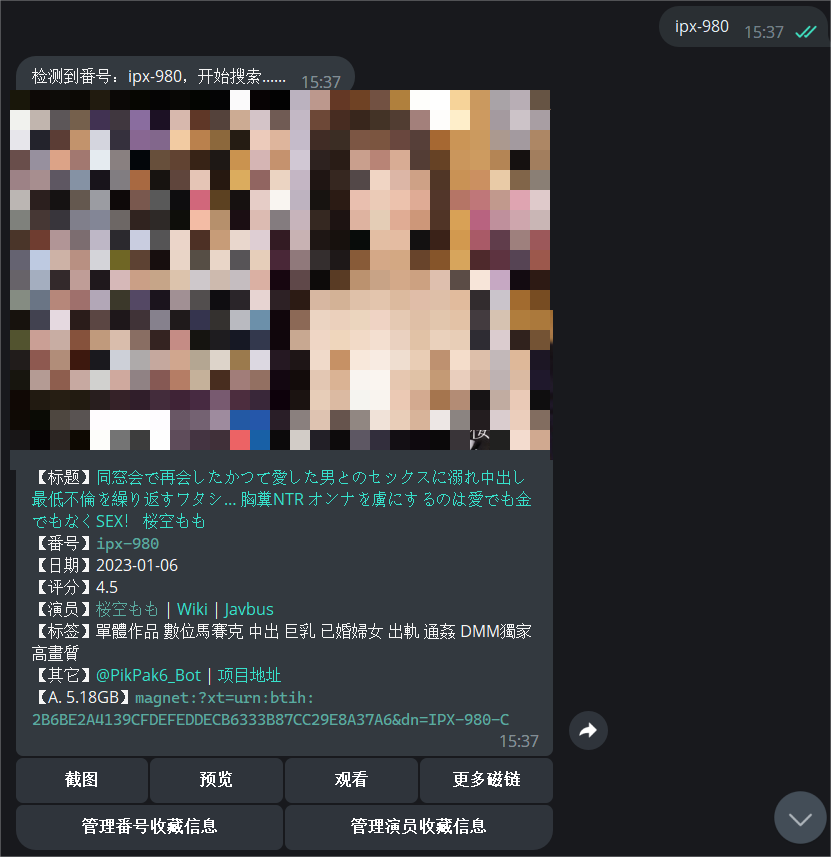 ipx-980 15:37
检测到番号：ipx-980，开始搜索...... 15:37
【标题】同窓会で再会したかつて愛した男とのセックスに溺れ中出し
最低不倫を繰り返すワタシ... 胸糞NTR オンナを虜にするのは愛でも金
でもなくSEX！ 桜空もも
【番号】ipx-980
【日期】2023-01-06
【评分】4.5
【演员】桜空もも | Wiki | Javbus
【标签】單體作品 數位馬賽克 中出 巨乳 已婚婦女 出軌 通姦 DMM獨家
高畫質
【其它】@PikPak6_Bot | 项目地址
【A. 5.18GB】magnet:?xt=urn:btih:
2B6BE2A4139CFDEFEDDECB6333B87CC29E8A37A6&dn=IPX-980-C
15:37
截图 预览 观看 更多磁链
管理番号收藏信息 管理演员收藏信息